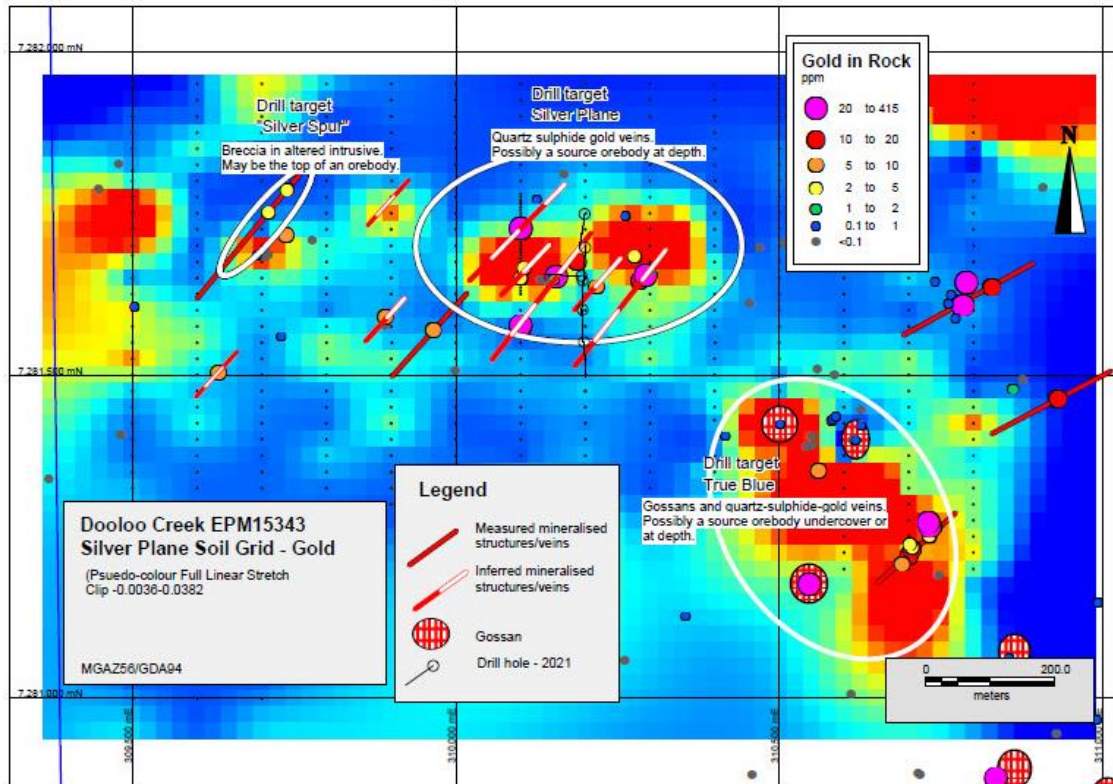 7,282,000 mN
Drill target
"Silver Spur"
Breccia in altered intrusive.
May be the top of an orebody.
Drill target
Silver Plane
Quartz sulphide gold veins.
Possibly a source orebody at depth.
Gold in Rock
ppm
20 to 415
10 to 20
5 to 10
2 to 5
1 to 2
0.1 to 1
<0.1
N
7,281,500 mN
Drill target
True Blue
Gossans and quartz-sulphide-gold veins.
Possibly a source orebody undercover or
at depth.
Dooloo Creek EPM15343
Silver Plane Soil Grid - Gold
(Psuedo-colour Full Linear Stretch
Clip -0.0036-0.0382
MGAZ56/GDA94
Legend
Measured mineralised
structures/veins
Inferred mineralised
structures/veins
Gossan
Drill hole - 2021
0 200.0
meters
7,281,000 mN
309,500 mE
310,000 mE
310,500 mE
311,000 mE